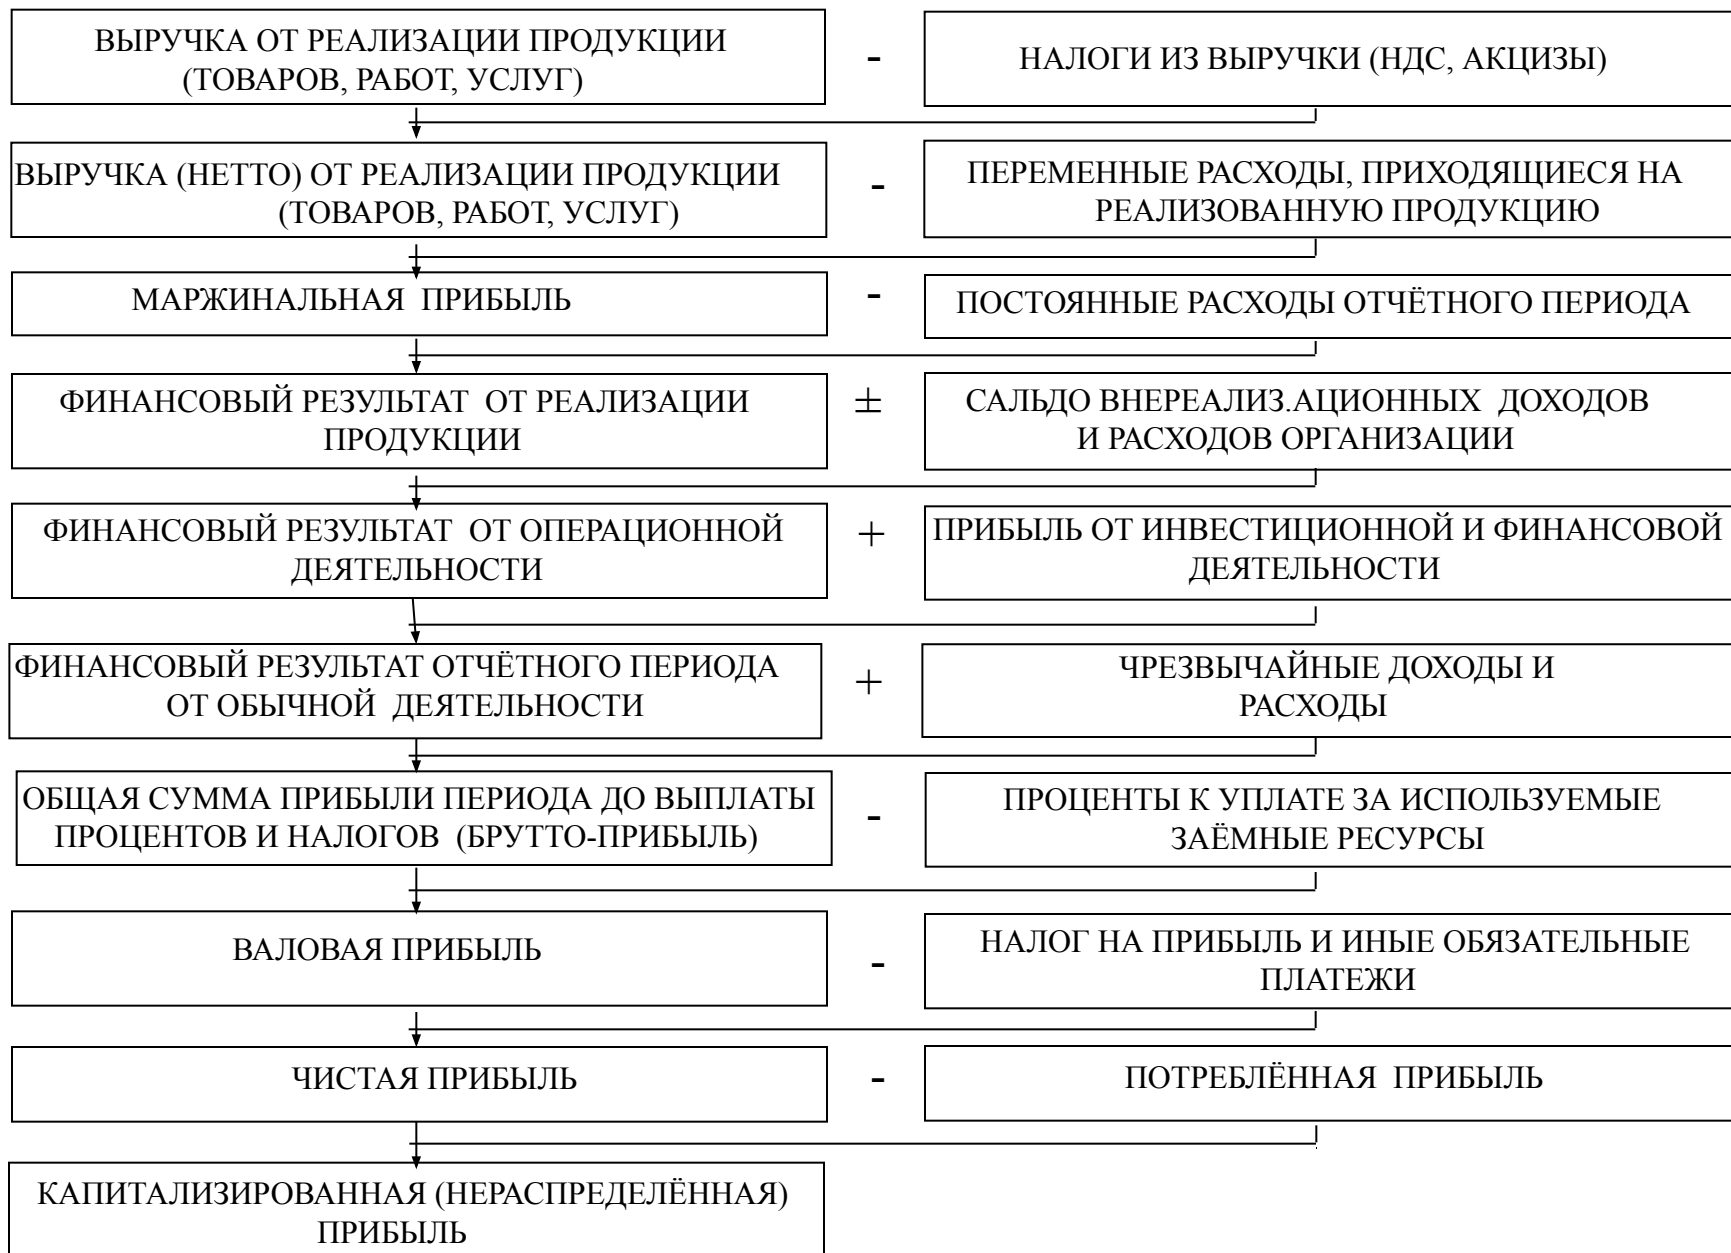 ВЫРУЧКА ОТ РЕАЛИЗАЦИИ ПРОДУКЦИИ
(ТОВАРОВ, РАБОТ, УСЛУГ)
-
НАЛОГИ ИЗ ВЫРУЧКИ (НДС, АКЦИЗЫ)
ВЫРУЧКА (НЕТТО) ОТ РЕАЛИЗАЦИИ ПРОДУКЦИИ
(ТОВАРОВ, РАБОТ, УСЛУГ)
-
ПЕРЕМЕННЫЕ РАСХОДЫ, ПРИХОДЯЩИЕСЯ НА
РЕАЛИЗОВАННУЮ ПРОДУКЦИЮ
МАРЖИНАЛЬНАЯ ПРИБЫЛЬ
-
ПОСТОЯННЫЕ РАСХОДЫ ОТЧЁТНОГО ПЕРИОДА
ФИНАНСОВЫЙ РЕЗУЛЬТАТ ОТ РЕАЛИЗАЦИИ
ПРОДУКЦИИ
±
САЛЬДО ВНЕРЕАЛИЗ.АЦИОННЫХ ДОХОДОВ
И РАСХОДОВ ОРГАНИЗАЦИИ
ФИНАНСОВЫЙ РЕЗУЛЬТАТ ОТ ОПЕРАЦИОННОЙ
ДЕЯТЕЛЬНОСТИ
+
ПРИБЫЛЬ ОТ ИНВЕСТИЦИОННОЙ И ФИНАНСОВОЙ
ДЕЯТЕЛЬНОСТИ
ФИНАНСОВЫЙ РЕЗУЛЬТАТ ОТЧЁТНОГО ПЕРИОДА
ОТ ОБЫЧНОЙ ДЕЯТЕЛЬНОСТИ
+
ЧРЕЗВЫЧАЙНЫЕ ДОХОДЫ И
РАСХОДЫ
ОБЩАЯ СУММА ПРИБЫЛИ ПЕРИОДА ДО ВЫПЛАТЫ
ПРОЦЕНТОВ И НАЛОГОВ (БРУТТО-ПРИБЫЛЬ)
-
ПРОЦЕНТЫ К УПЛАТЕ ЗА ИСПОЛЬЗУЕМЫЕ
ЗАЁМНЫЕ РЕСУРСЫ
ВАЛОВАЯ ПРИБЫЛЬ
-
НАЛОГ НА ПРИБЫЛЬ И ИНЫЕ ОБЯЗАТЕЛЬНЫЕ
ПЛАТЕЖИ
ЧИСТАЯ ПРИБЫЛЬ
-
ПОТРЕБЛЁННАЯ ПРИБЫЛЬ
КАПИТАЛИЗИРОВАННАЯ (НЕРАСПРЕДЕЛЁННАЯ)
ПРИБЫЛЬ